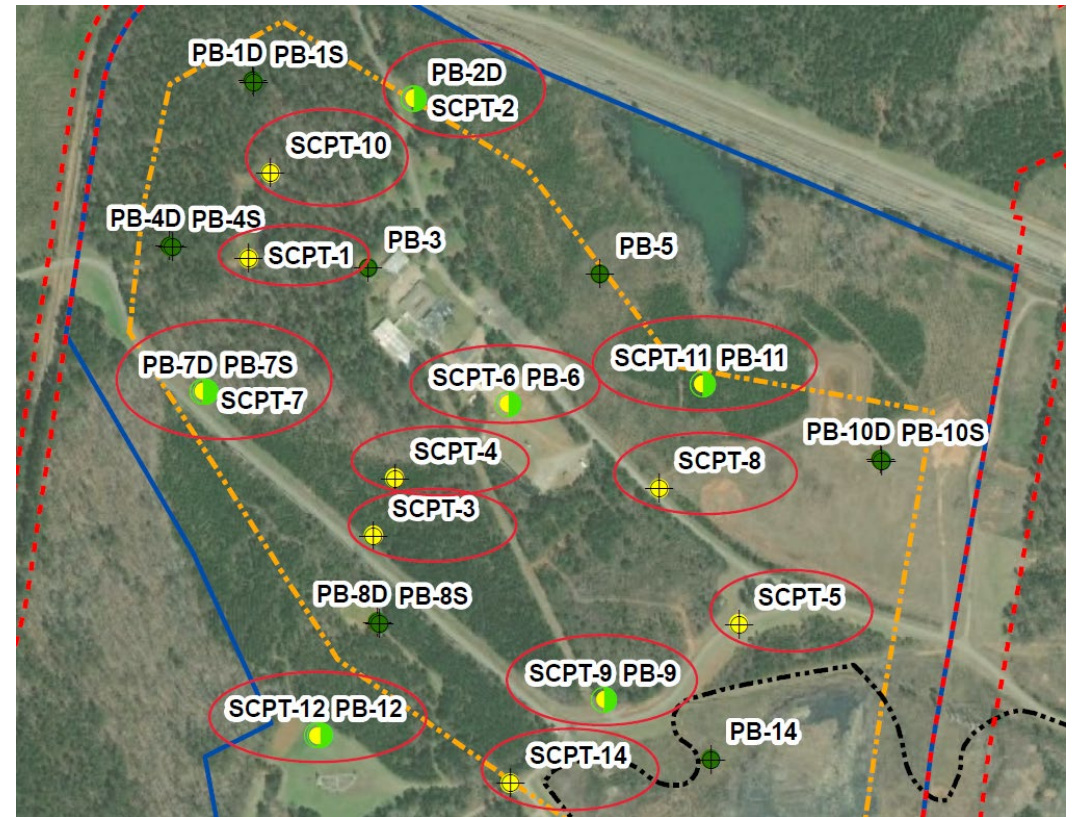 PB-1D PB-1S
PB-2D
SCPT-2
SCPT-10
PB-4D PB-4S
SCPT-1
PB-3
PB-5
PB-7D PB-7S
SCPT-7
SCPT-6 PB-6
SCPT-11 PB-11
PB-10D PB-10S
SCPT-4
SCPT-8
SCPT-3
PB-8D PB-8S
SCPT-5
SCPT-9 PB-9
SCPT-12 PB-12
SCPT-14
PB-14